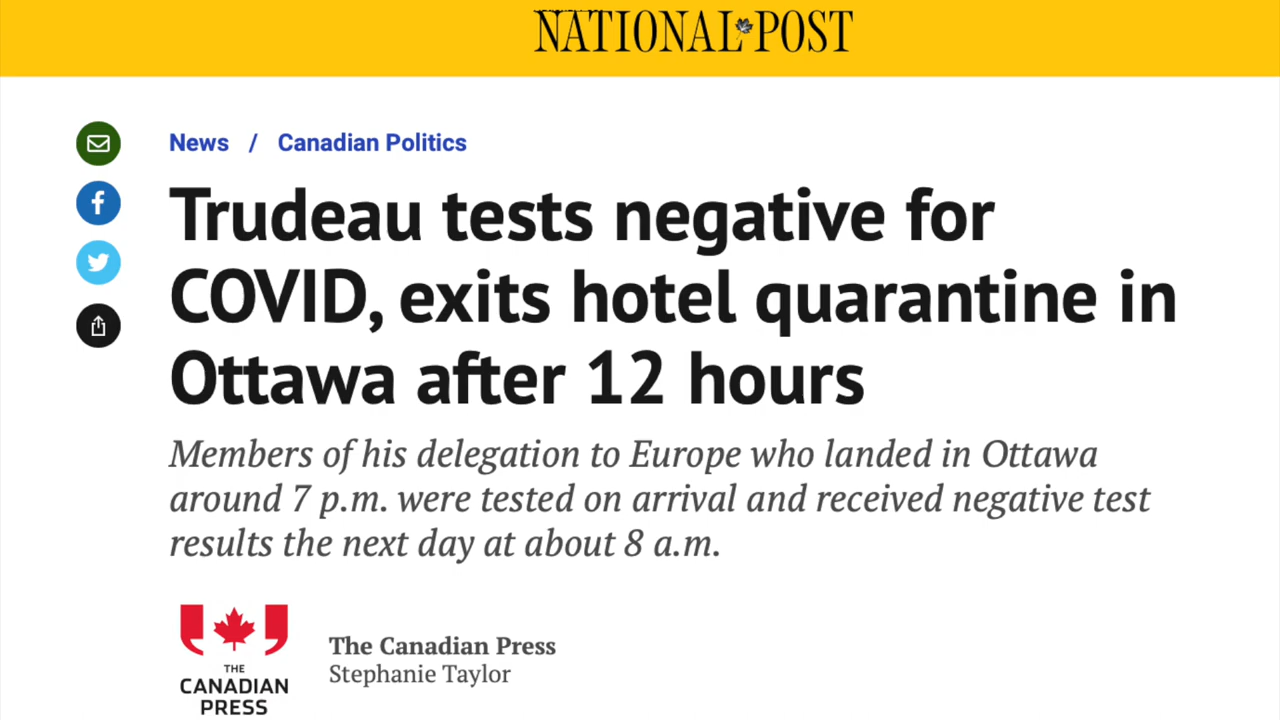 NATIONAL POST
News / Canadian Politics
Trudeau tests negative for
COVID, exits hotel quarantine in
Ottawa after 12 hours
Members of his delegation to Europe who landed in Ottawa
around 7 p.m. were tested on arrival and received negative test
results the next day at about 8 a.m.
THE
CANADIAN
PRESS
The Canadian Press
Stephanie Taylor